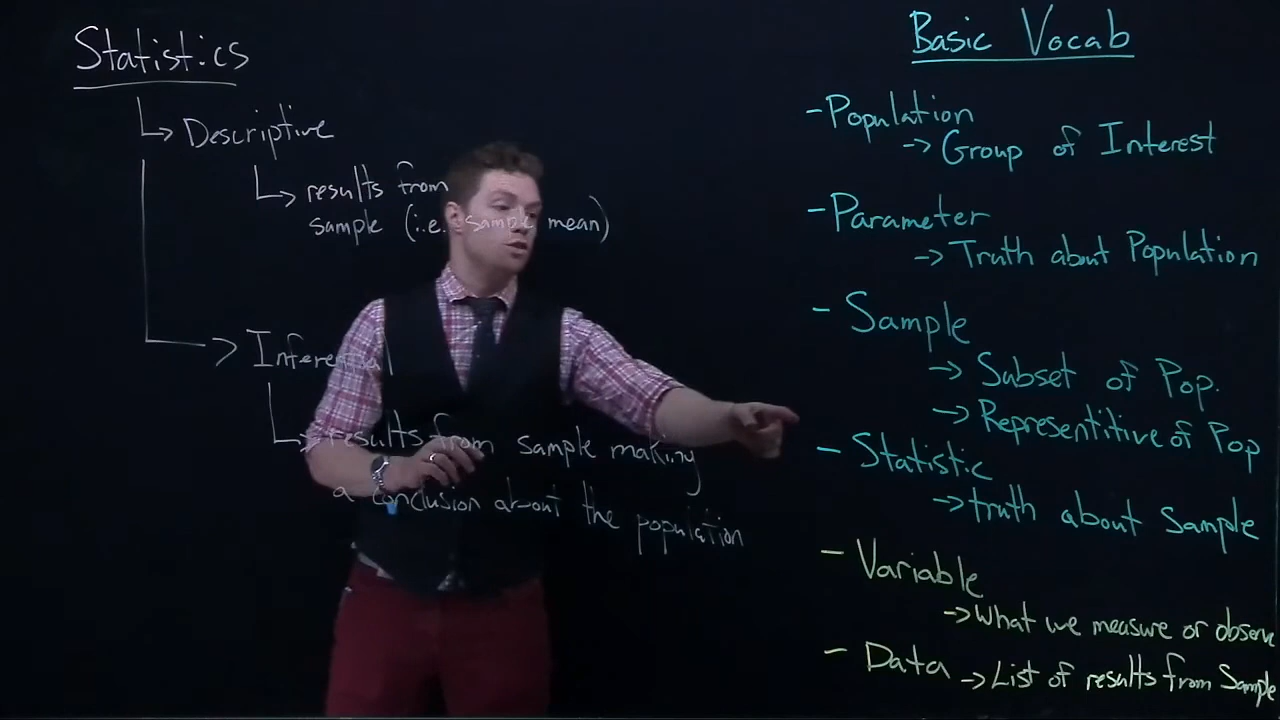 Statistics
Descriptive
results from
sample (i.e. sample mean)
Inferential
results from sample making
a conclusion about the population
Basic Vocab
- Population
Group of Interest
- Parameter
Truth about Population
- Sample
Subset of Pop.
Representitive of Pop
- Statistic
truth about Sample
- Variable
What we measure or observe
- Data → List of results from Sample